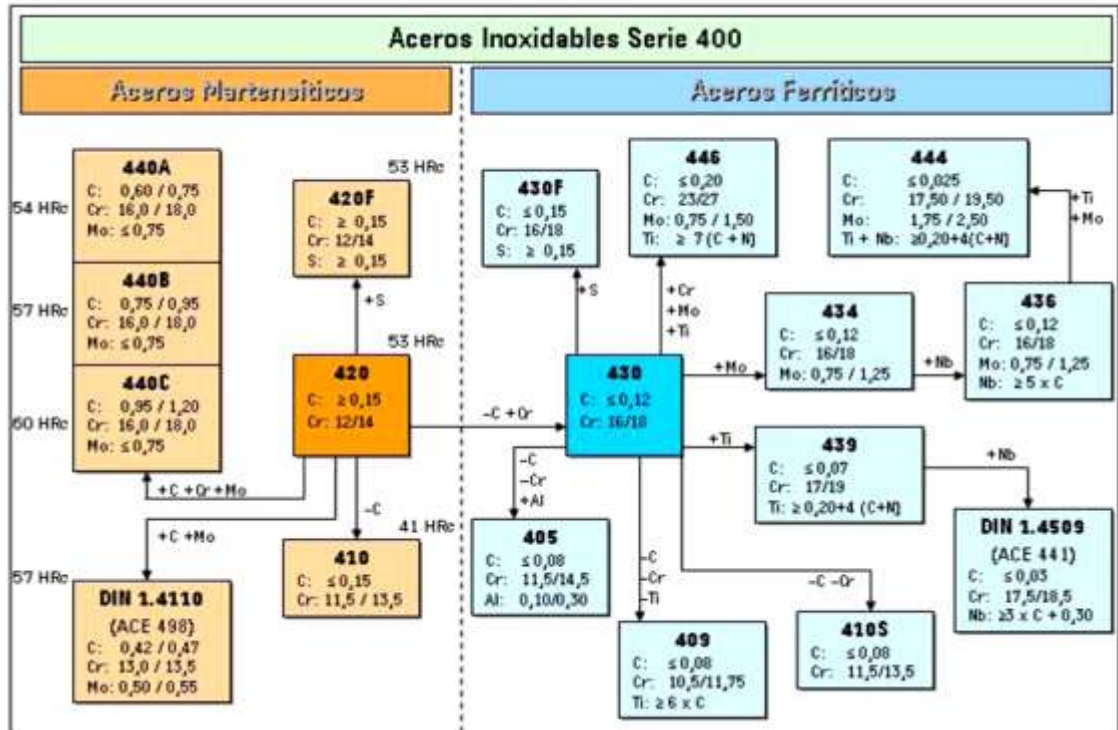 Aceros Inoxidables Serie 400
Aceros Martensíticos
440A
C: 0,60 / 0,75
Cr: 16,0 / 18,0
Mo: ≤0,75
54 HRc
440B
C: 0,75 / 0,95
Cr: 16,0 / 18,0
Mo: ≤0,75
57 HRc
440C
C: 0,95 / 1,20
Cr: 16,0 / 18,0
Mo: ≤0,75
60 HRc
53 HRc
420F
C: ≥ 0,15
Cr: 12/14
S: ≥ 0,15
+S
53 HRc
420
C: ≥0,15
Cr: 12/14
+C +Cr +Mo
+C +Mo
-C
41 HRc
57 HRc
DIN 1.4110
(ACE 498)
C: 0,42 / 0,47
Cr: 13,0 / 13,5
Mo: 0,50 / 0,55
410
C: ≤0,15
Cr: 11,5 / 13,5
-C +Cr
Aceros Ferríticos
430F
C: ≤0,15
Cr: 16/18
S: ≥ 0,15
+S
446
C: ≤0,20
Cr: 23/27
Mo: 0,75 / 1,50
Ti: ≥ 7 (C + N)
+Cr
+Mo
+Ti
444
C: ≤0,025
Cr: 17,50 / 19,50
Mo: 1,75 / 2,50
Ti + Nb: ≥0,20+4(C+N)
+Ti
+Mo
430
C: ≤0,12
Cr: 16/18
+Mo
434
C: ≤0,12
Cr: 16/18
Mo: 0,75 / 1,25
+Nb
436
C: ≤0,12
Cr: 16/18
Mo: 0,75 / 1,25
Nb: ≥5 x C
+Ti
439
C: ≤0,07
Cr: 17/19
Ti: ≥0,20+4 (C+N)
+Nb
DIN 1.4509
(ACE 441)
C: ≤0,03
Cr: 17,5/18,5
Nb: ≥3 x C + 0,30
-C
-Cr
+Al
405
C: ≤0,08
Cr: 11,5/14,5
Al: 0,10/0,30
-C
-Cr
-Ti
409
C: ≤0,08
Cr: 10,5/11,75
Ti: ≥6 x C
-C -Cr
410S
C: ≤0,08
Cr: 11,5/13,5